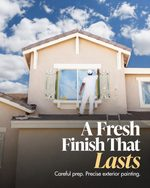 A Fresh
Finish That
Lasts
Careful prep. Precise exterior painting.